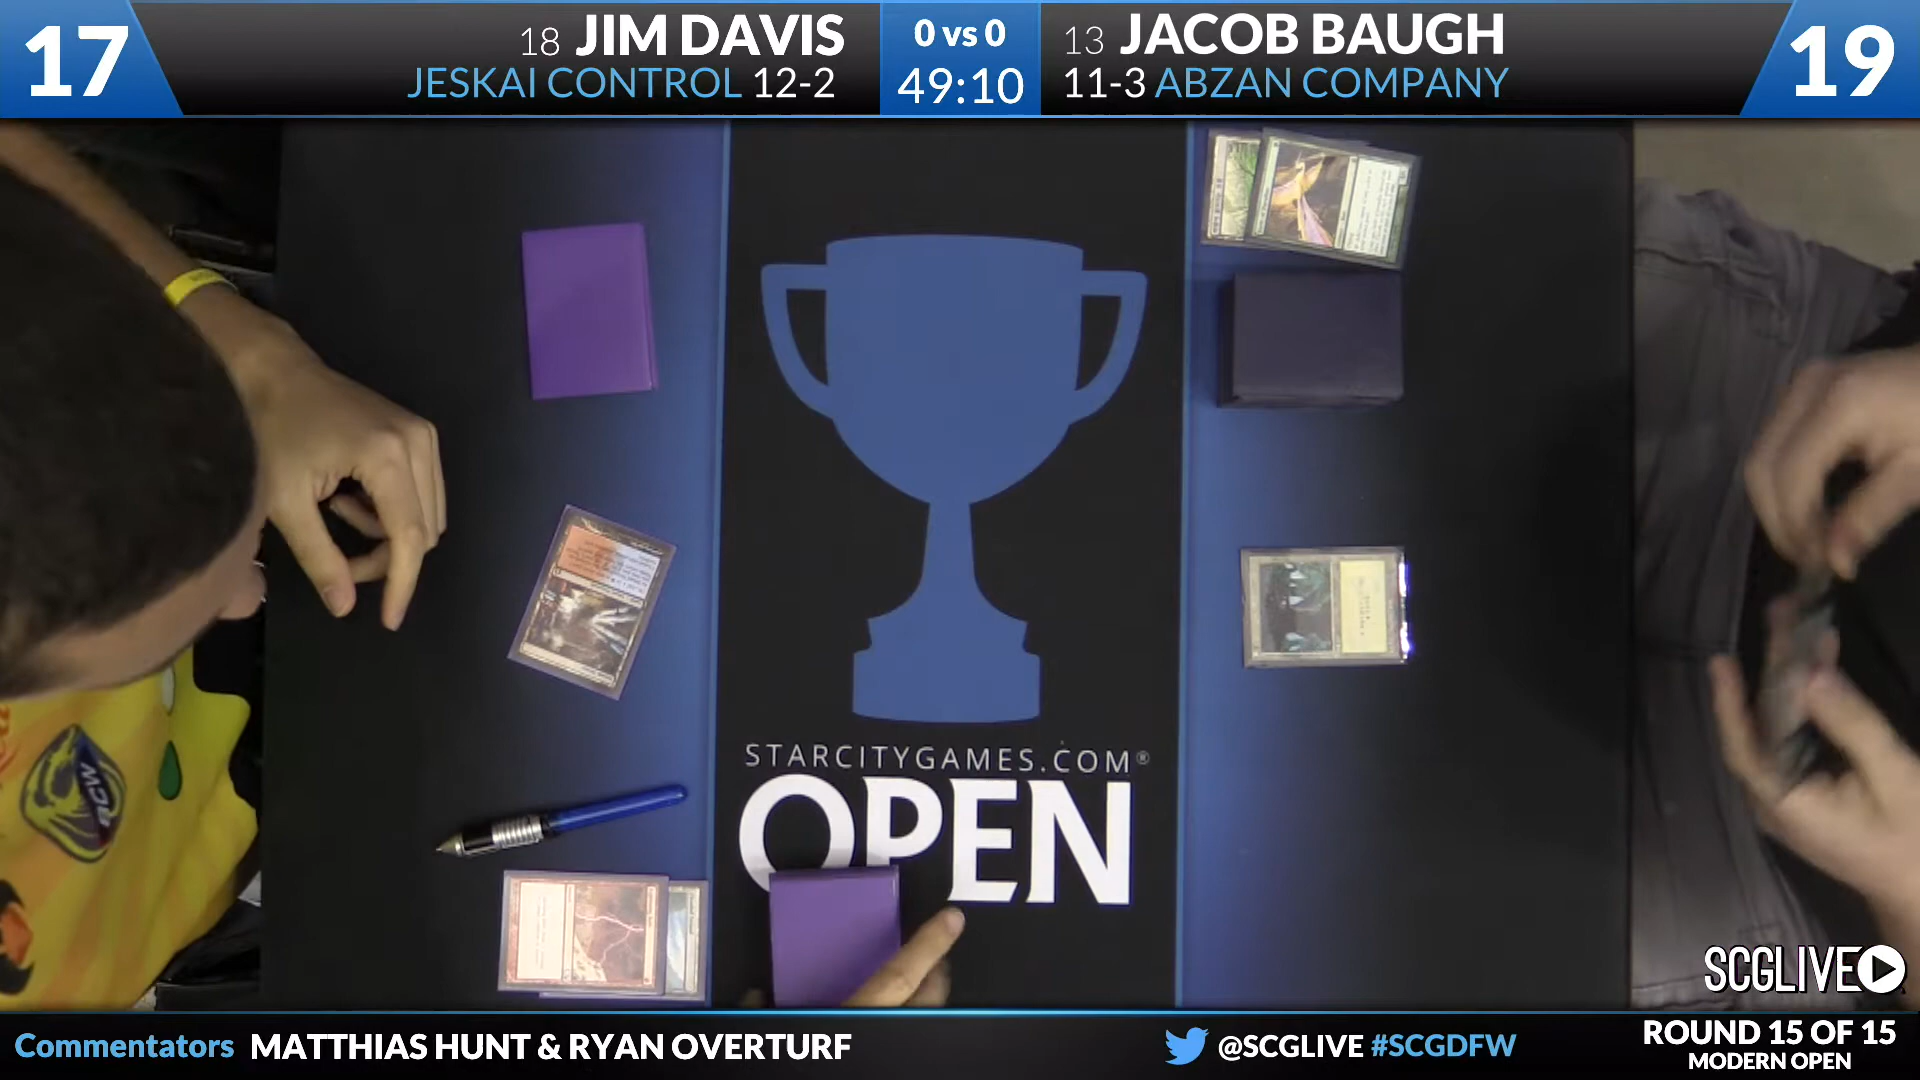 17
18 JIM DAVIS
JESKAI CONTROL 12-2
0 vs 0
49:10
13 JACOB BAUGH
11-3 ABZAN COMPANY
19
STARCITYGAMES.COM®
OPEN
BCW
SCGLIVE
Commentators MATTHIAS HUNT & RYAN OVERTURF
@SCGLIVE #SCGDFW
ROUND 15 OF 15
MODERN OPEN